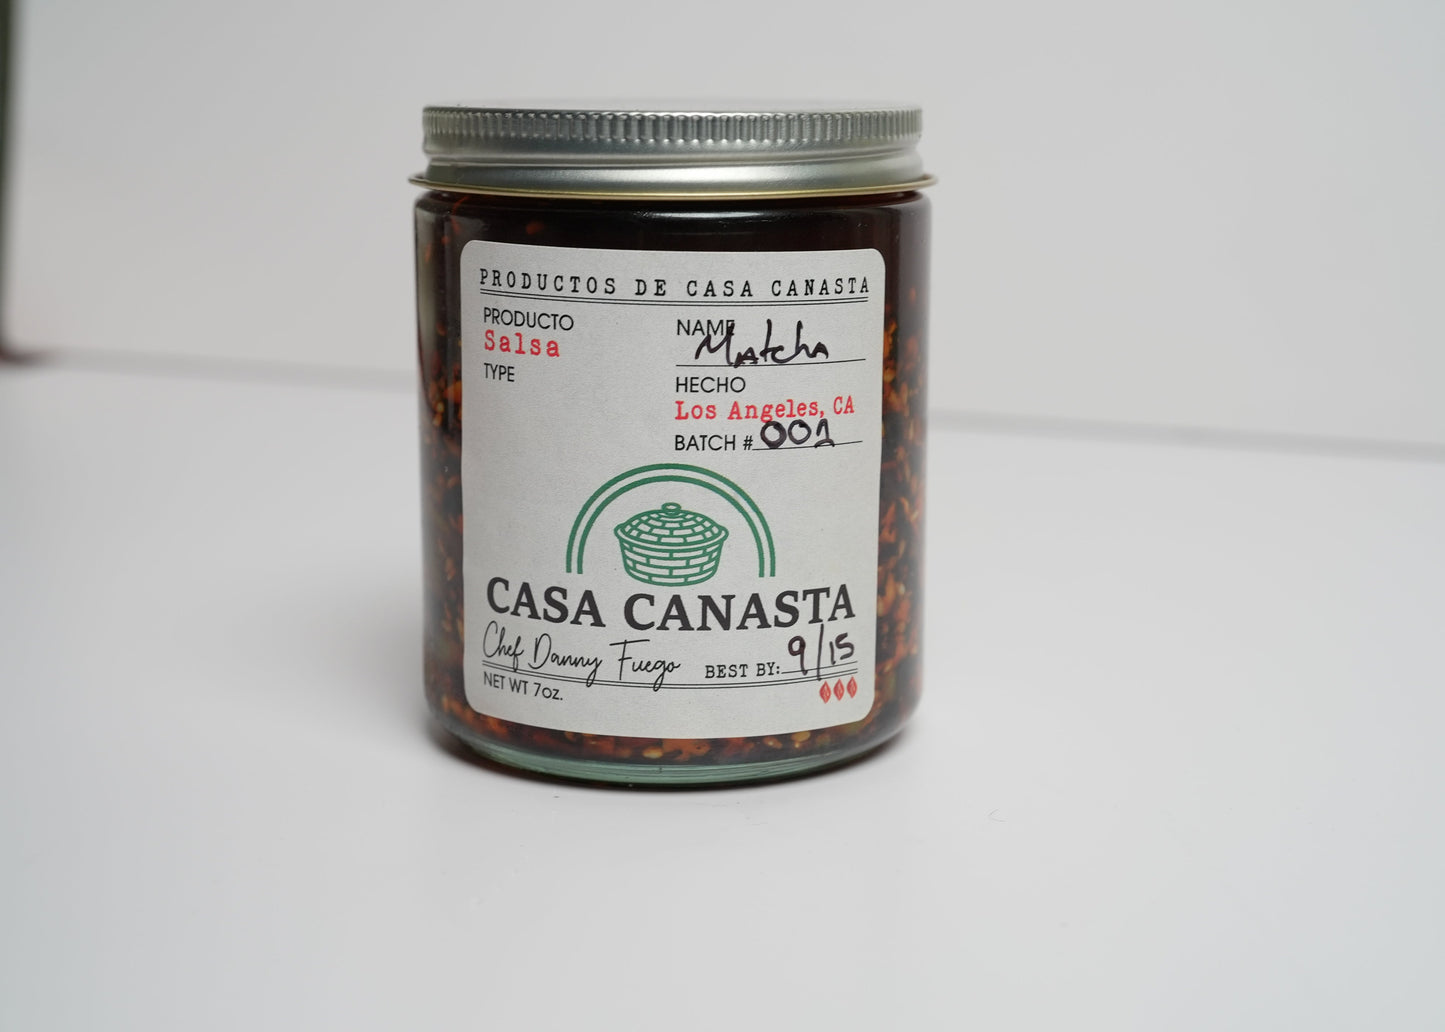 PRODUCTOS DE CASA CANASTA
PRODUCTO
Salsa
TYPE
NAME Matcha
HECHO
Los Angeles, CA
BATCH # 001
CASA CANASTA
Chef Danny Fuego
BEST BY: 9/15
NET WT 7oz.